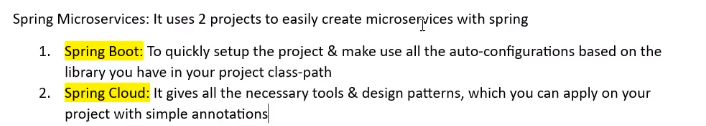 Spring Microservices: It uses 2 projects to easily create microservices with spring
1. Spring Boot: To quickly setup the project & make use all the auto-configurations based on the
library you have in your project class-path
2. Spring Cloud: It gives all the necessary tools & design patterns, which you can apply on your
project with simple annotations